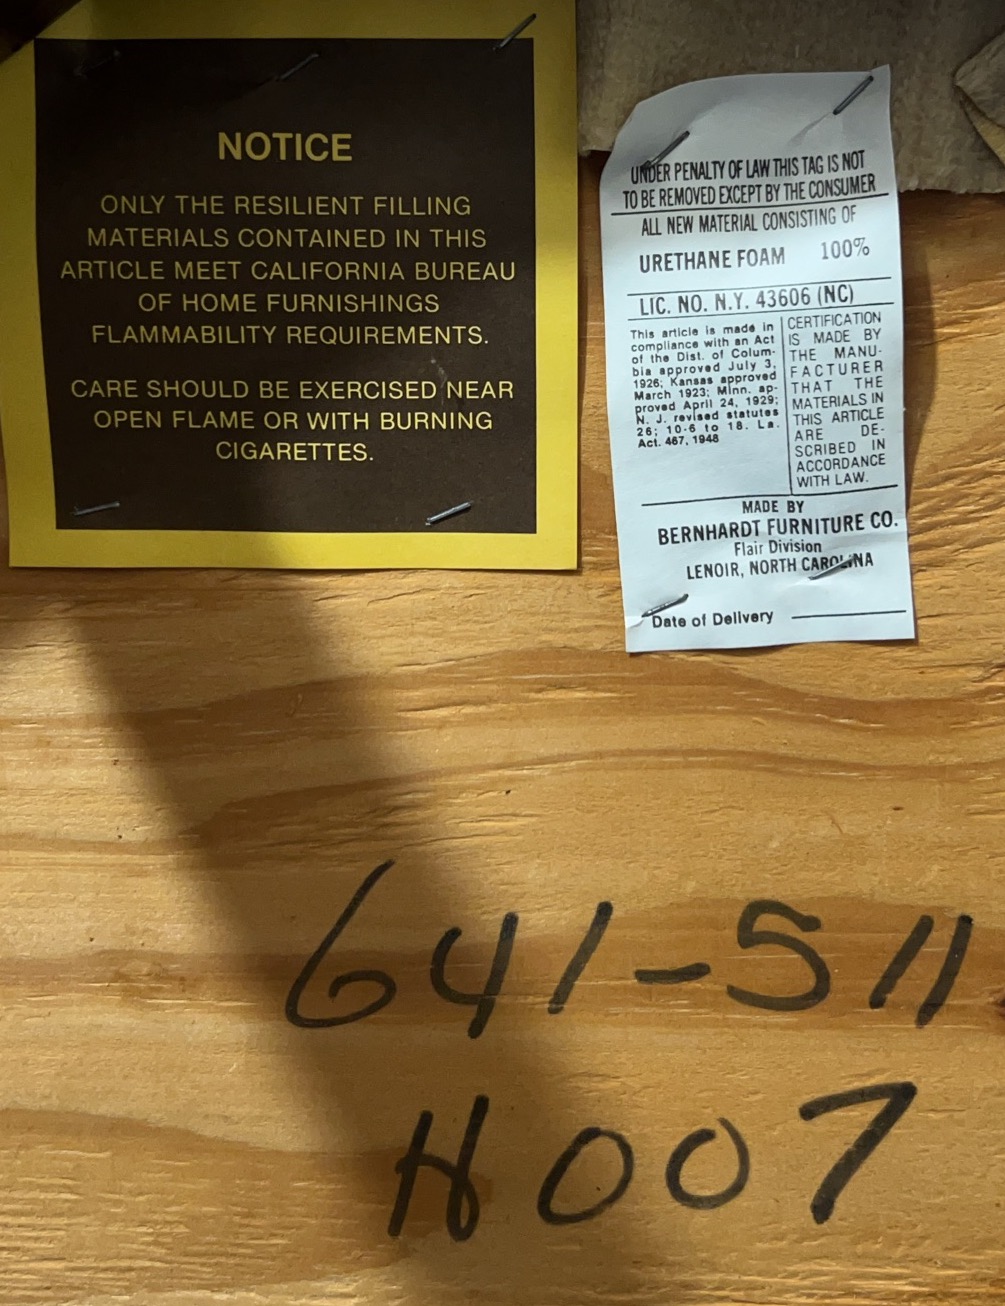 NOTICE
ONLY THE RESILIENT FILLING
MATERIALS CONTAINED IN THIS
ARTICLE MEET CALIFORNIA BUREAU
OF HOME FURNISHINGS
FLAMMABILITY REQUIREMENTS.
CARE SHOULD BE EXERCISED NEAR
OPEN FLAME OR WITH BURNING
CIGARETTES.
UNDER PENALTY OF LAW THIS TAG IS NOT
TO BE REMOVED EXCEPT BY THE CONSUMER
ALL NEW MATERIAL CONSISTING OF
URETHANE FOAM 100%
LIC. NO. N.Y. 43606 (NC)
This article is made in
compliance with an Act
of the Dist. of Colum-
bia approved July 3,
1926; Kansas approved
March 1923; Minn. ap-
proved April 24, 1929;
N. J. revised statutes
26; 10-6 to 18. La.
Act. 467, 1948
CERTIFICATION
IS MADE BY
THE MANU-
FACTURER
THAT THE
MATERIALS IN
THIS ARTICLE
ARE DE-
SCRIBED IN
ACCORDANCE
WITH LAW.
MADE BY
BERNHARDT FURNITURE CO.
Flair Division
LENOIR, NORTH CAROLINA
Date of Delivery
641-511
H007